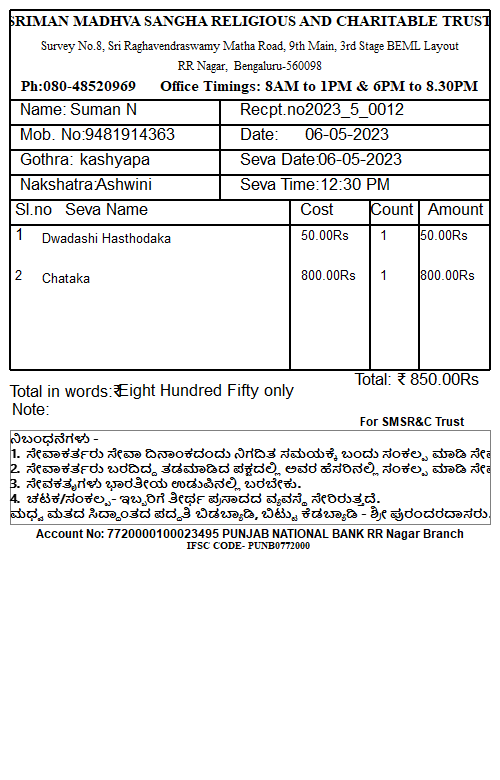 SRIMAN MADHVA SANGHA RELIGIOUS AND CHARITABLE TRUST
Survey No.8, Sri Raghavendraswamy Matha Road, 9th Main, 3rd Stage BEML Layout
RR Nagar, Bengaluru-560098
Ph:080-48520969 Office Timings: 8AM to 1PM & 6PM to 8.30PM
Name: Suman N Recpt.no2023_5_0012
Mob. No:9481914363 Date: 06-05-2023
Gothra: kashyapa Seva Date:06-05-2023
Nakshatra:Ashwini Seva Time:12:30 PM
Sl.no Seva Name Cost Count Amount
1 Dwadashi Hasthodaka 50.00Rs 1 50.00Rs
2 Chataka 800.00Rs 1 800.00Rs
Total: ₹ 850.00Rs
Total in words:₹Eight Hundred Fifty only
Note:
For SMSR&C Trust
ನಿಬಂಧನೆಗಳು -
1. ಸೇವಾಕರ್ತರು ಸೇವಾ ದಿನಾಂಕದಂದು ನಿಗದಿತ ಸಮಯಕ್ಕೆ ಬಂದು ಸಂಕಲ್ಪ ಮಾಡಿ
2. ಸೇವಾಕರ್ತರು ಬರದಿದ್ದ ತಡಮಾಡಿದ ಪಕ್ಷದಲ್ಲಿ ಅವರ ಹೆಸರಿನಲ್ಲಿ ಸಂಕಲ್ಪ ಮಾಡಿ
3. ಸೇವಕರ್ತೃಗಳು ಭಾರತೀಯ ಉಡುಪಿನಲ್ಲಿ ಬರಬೇಕು.
4. ಚಟಕ/ಸಂಕಲ್ಪ- ಇಬ್ಬರಿಗೆ ತೀರ್ಥ ಪ್ರಸಾದದ ವ್ಯವಸ್ಥೆ ಸೇರಿರುತ್ತದೆ.
ಮಧ್ವ ಮತದ ಸಿದ್ಧಾಂತದ ಪದ್ಧತಿ ಬಿಡಬ್ಯಾಡಿ, ಬಿಟ್ಟು ಕೆಡಬ್ಯಾಡಿ - ಶ್ರೀ ಪುರಂದರದಾಸರು.
Account No: 7720000100023495 PUNJAB NATIONAL BANK RR Nagar Branch
IFSC CODE- PUNB0772000